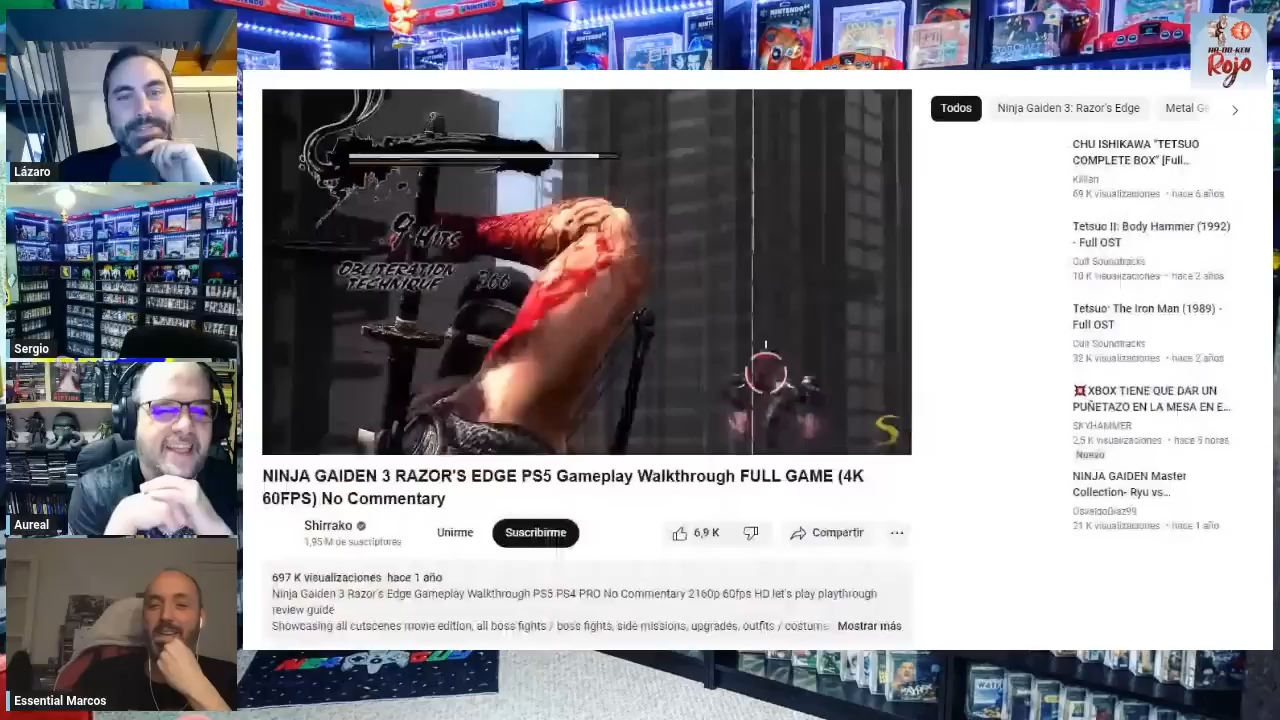 Lázaro
Sergio
Aureal
Essential Marcos
HA-DO-KEN
Rojo
9-HITS
OBLITERATION
TECHNIQUE 300
NINJA GAIDEN 3 RAZOR'S EDGE PS5 Gameplay Walkthrough FULL GAME (4K
60FPS) No Commentary
Shirrako
1,95 M de suscriptores
Unirme
Suscribirme
6,9 K
Compartir
697 K visualizaciones hace 1 año
Ninja Gaiden 3 Razor's Edge Gameplay Walkthrough PS5 PS4 PRO No Commentary 2160p 60fps HD let's play playthrough
review guide
Showcasing all cutscenes movie edition, all boss fights / boss fights, side missions, upgrades, outfits / costume Mostrar más
Todos
Ninja Gaiden 3: Razor's Edge
Metal Ge
CHU ISHIKAWA "TETSUO
COMPLETE BOX" [Full...
Killian
69 K visualizaciones • hace 6 años
Tetsuo II: Body Hammer (1992)
- Full OST
Cult Soundtracks
10 K visualizaciones • hace 2 años
Tetsuo: The Iron Man (1989) -
Full OST
Cult Soundtracks
32 K visualizaciones • hace 2 años
💥XBOX TIENE QUE DAR UN
PUÑETAZO EN LA MESA EN E...
SKYHAMMER
2,5 K visualizaciones • hace 5 horas
Nuevo
NINJA GAIDEN Master
Collection- Ryu vs...
OsvaldoDiaz99
21 K visualizaciones • hace 1 año